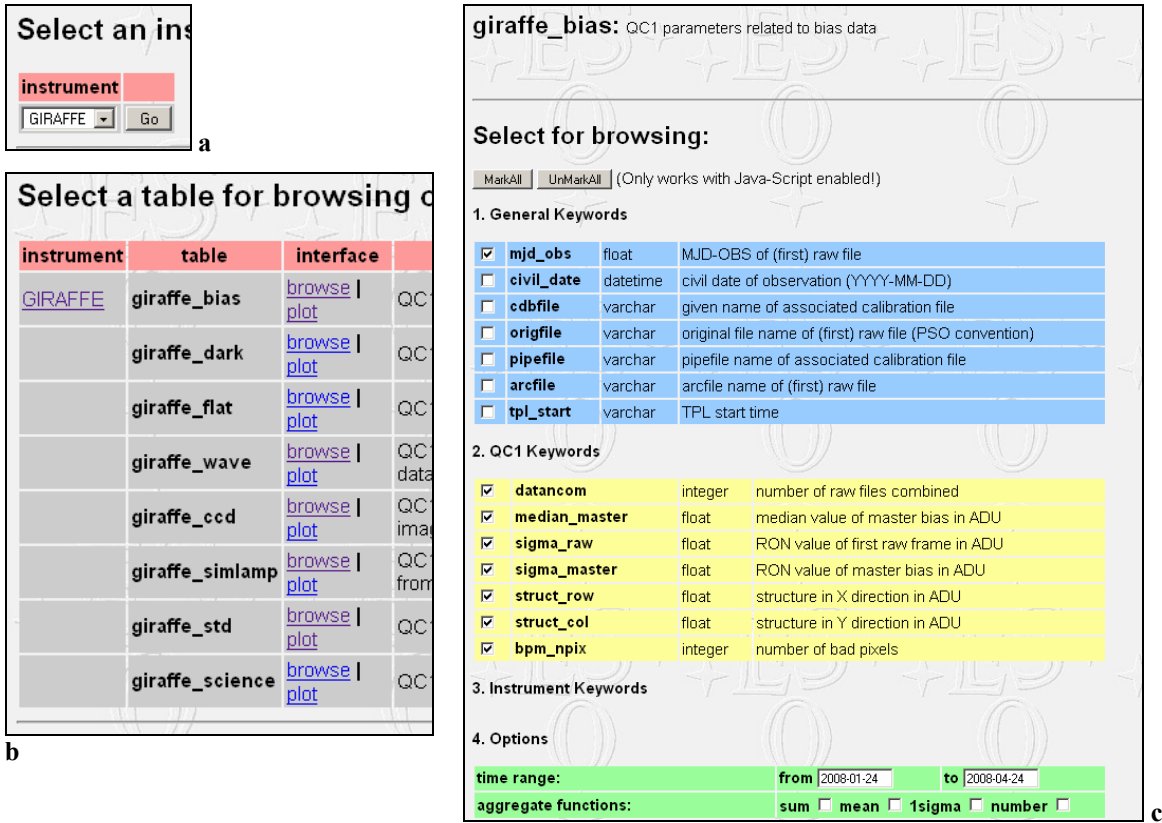 Select an ins
instrument
GIRAFFE Go
a
Select a table for browsing o
instrument table interface
GIRAFFE giraffe_bias browse | plot QC1
giraffe_dark browse | plot QC1
giraffe_flat browse | plot QC1
giraffe_wave browse | plot QC1 data
giraffe_ccd browse | plot QC1 imag
giraffe_simlamp browse | plot QC1 from
giraffe_std browse | plot QC1
giraffe_science browse | plot QC1
b
giraffe_bias: QC1 parameters related to bias data
Select for browsing:
MarkAll UnMarkAll (Only works with Java-Script enabled!)
1. General Keywords
mjd_obs float MJD-OBS of (first) raw file
civil_date datetime civil date of observation (YYYY-MM-DD)
cdbfile varchar given name of associated calibration file
origfile varchar original file name of (first) raw file (PSO convention)
pipefile varchar pipefile name of associated calibration file
arcfile varchar arcfile name of (first) raw file
tpl_start varchar TPL start time
2. QC1 Keywords
datancom integer number of raw files combined
median_master float median value of master bias in ADU
sigma_raw float RON value of first raw frame in ADU
sigma_master float RON value of master bias in ADU
struct_row float structure in X direction in ADU
struct_col float structure in Y direction in ADU
bpm_npix integer number of bad pixels
3. Instrument Keywords
4. Options
time range: from 2008-01-24 to 2008-04-24
aggregate functions: sum mean 1sigma number
c